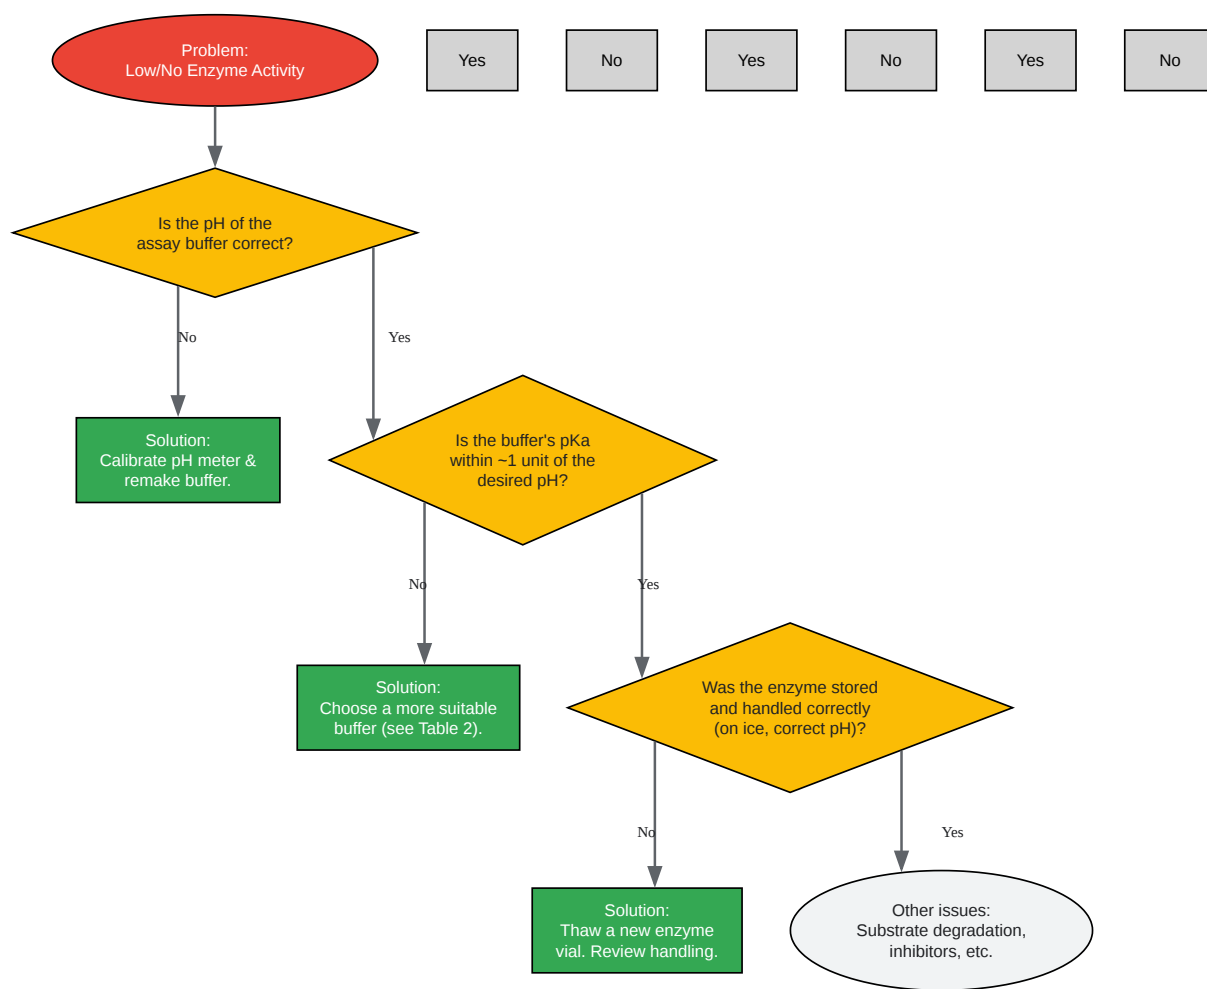 Problem:
Low/No Enzyme Activity
Yes
No
Yes
No
Yes
No
Is the pH of the
assay buffer correct?
No
Yes
Solution:
Calibrate pH meter &
remake buffer.
Is the buffer's pKa
within ~1 unit of the
desired pH?
No
Yes
Solution:
Choose a more suitable
buffer (see Table 2).
Was the enzyme stored
and handled correctly
(on ice, correct pH)?
No
Yes
Solution:
Thaw a new enzyme
vial. Review handling.
Other issues:
Substrate degradation,
inhibitors, etc.